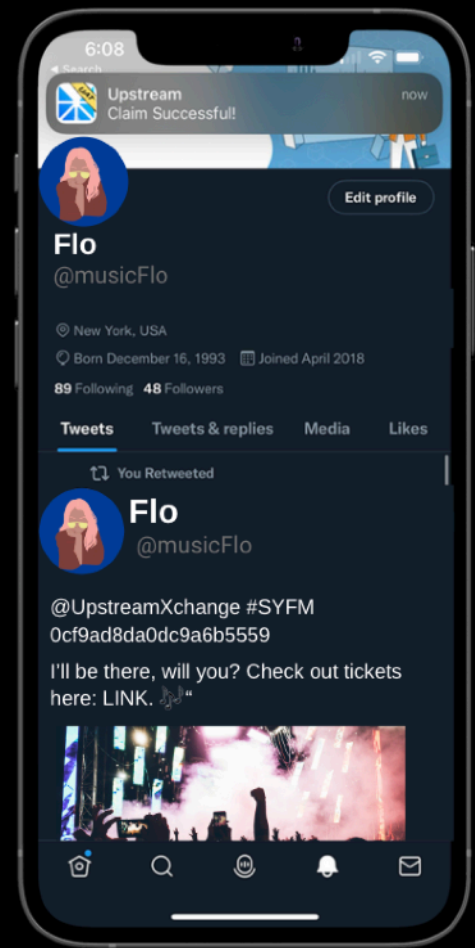 6:08
◀ Search
Upstream
now
Claim Successful!
Edit profile
Flo
@musicFlo
New York, USA
Born December 16, 1993 Joined April 2018
89 Following 48 Followers
Tweets Tweets & replies Media Likes
You Retweeted
Flo
@musicFlo
@UpstreamXchange #SYFM
0cf9ad8da0dc9a6b5559
I'll be there, will you? Check out tickets
here: LINK. 🎶“